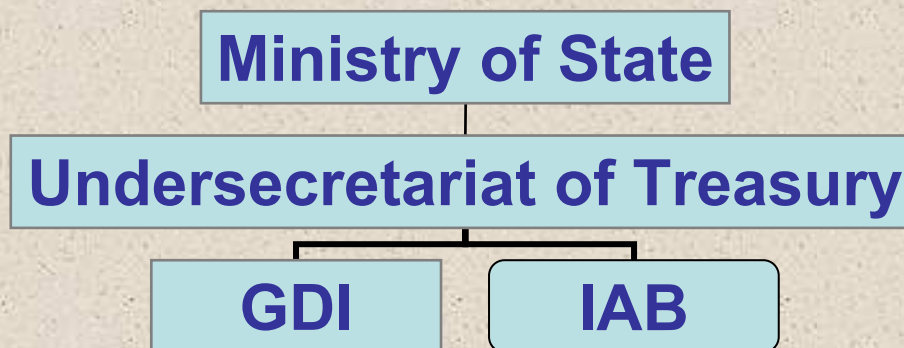 Ministry of State
Undersecretariat of Treasury
GDI
IAB